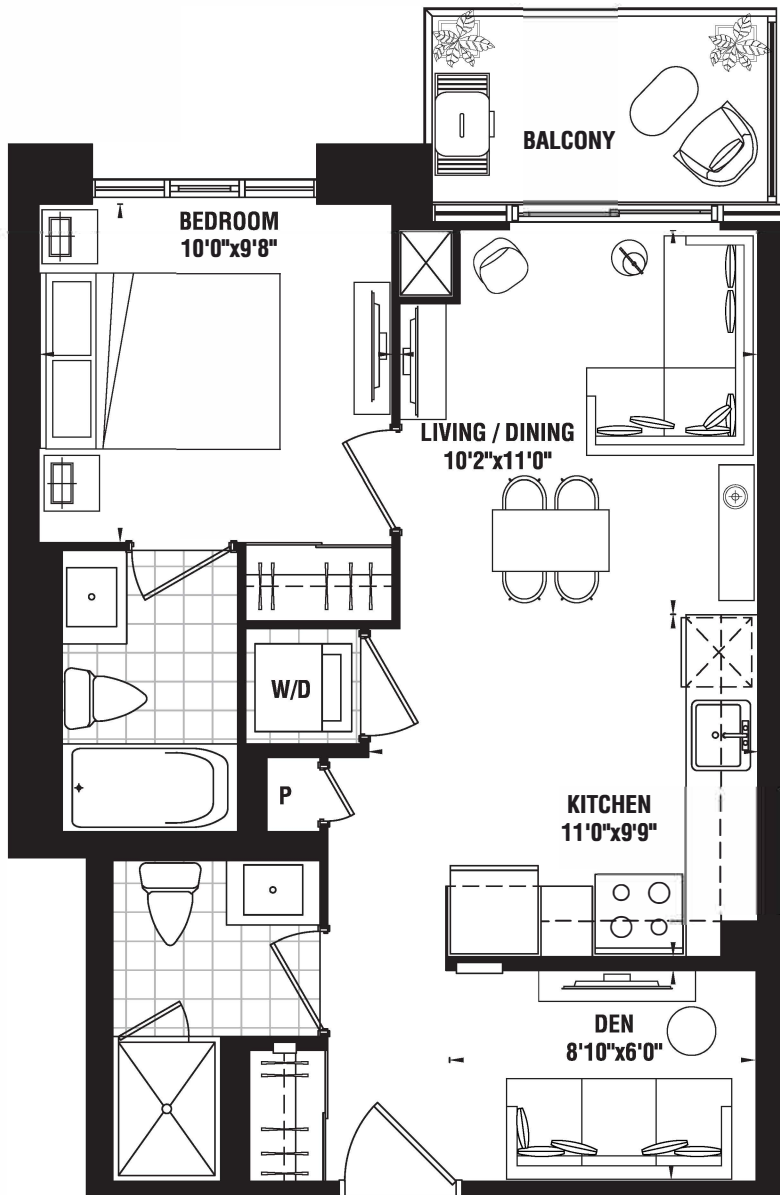 BALCONY
BEDROOM
10'0"x9'8"
LIVING / DINING
10'2"x11'0"
W/D
P
KITCHEN
11'0"x9'9"
DEN
8'10"x6'0"